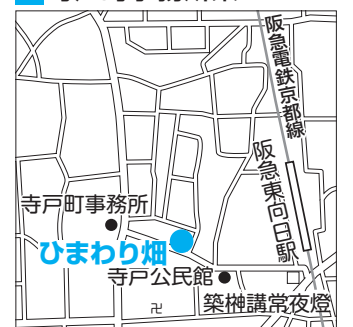 阪急電鉄京都線
阪急東向日駅
寺戸町事務所
ひまわり畑
寺戸公民館
卍
築榊講常夜燈